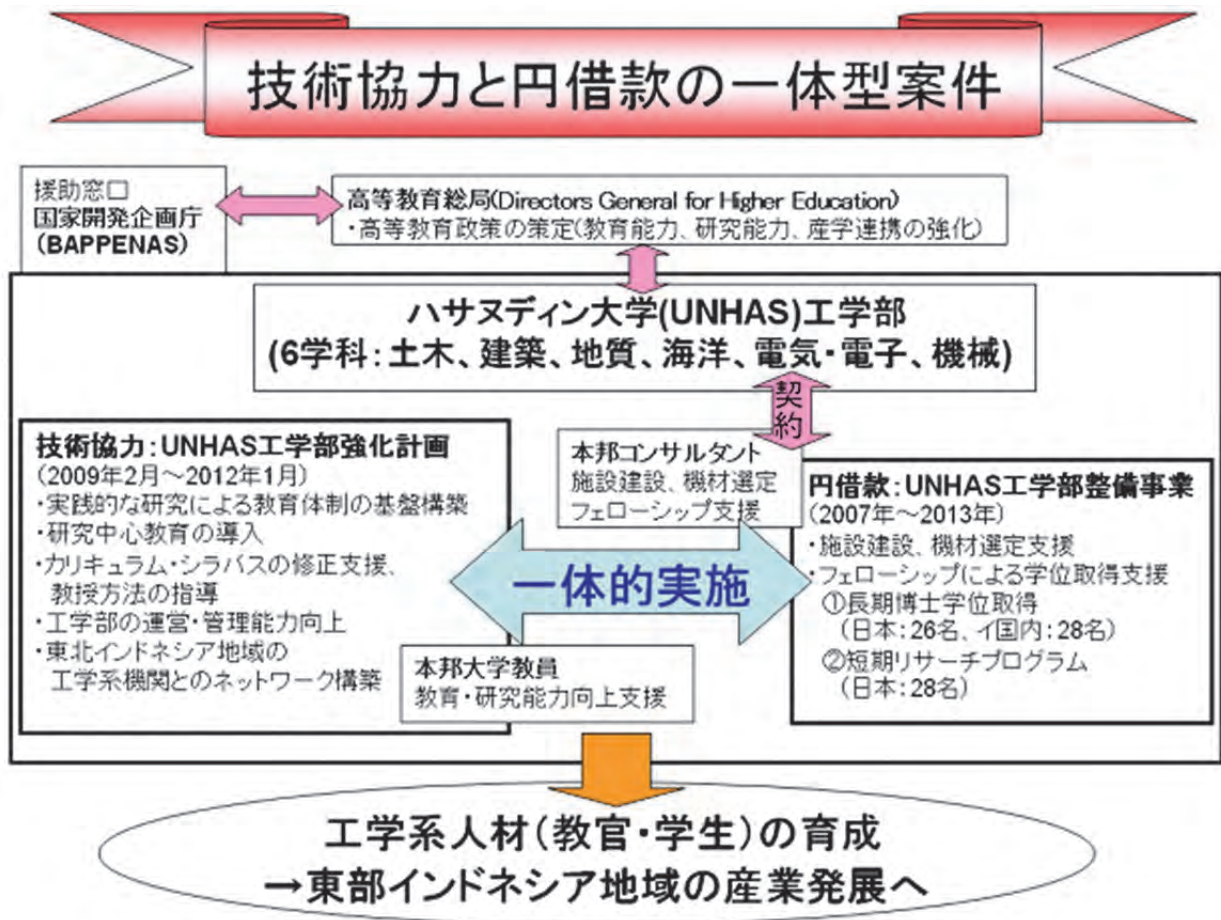 技術協力と円借款の一体型案件
援助窓口
国家開発企画庁
(BAPPENAS)
高等教育総局(Directors General for Higher Education)
・高等教育政策の策定(教育能力、研究能力、産学連携の強化)
ハサヌディン大学(UNHAS)工学部
(6学科：土木、建築、地質、海洋、電気・電子、機械)
契約
技術協力：UNHAS工学部強化計画
(2009年2月～2012年1月)
・実践的な研究による教育体制の基盤構築
・研究中心教育の導入
・カリキュラム・シラバスの修正支援、
教授方法の指導
・工学部の運営・管理能力向上
・東北インドネシア地域の
工学系機関とのネットワーク構築
本邦コンサルタント
施設建設、機材選定
フェローシップ支援
一体的実施
本邦大学教員
教育・研究能力向上支援
円借款：UNHAS工学部整備事業
(2007年～2013年)
・施設建設、機材選定支援
・フェローシップによる学位取得支援
①長期博士学位取得
(日本：26名、イ国内：28名)
②短期リサーチプログラム
(日本：28名)
工学系人材(教官・学生)の育成
→東部インドネシア地域の産業発展へ